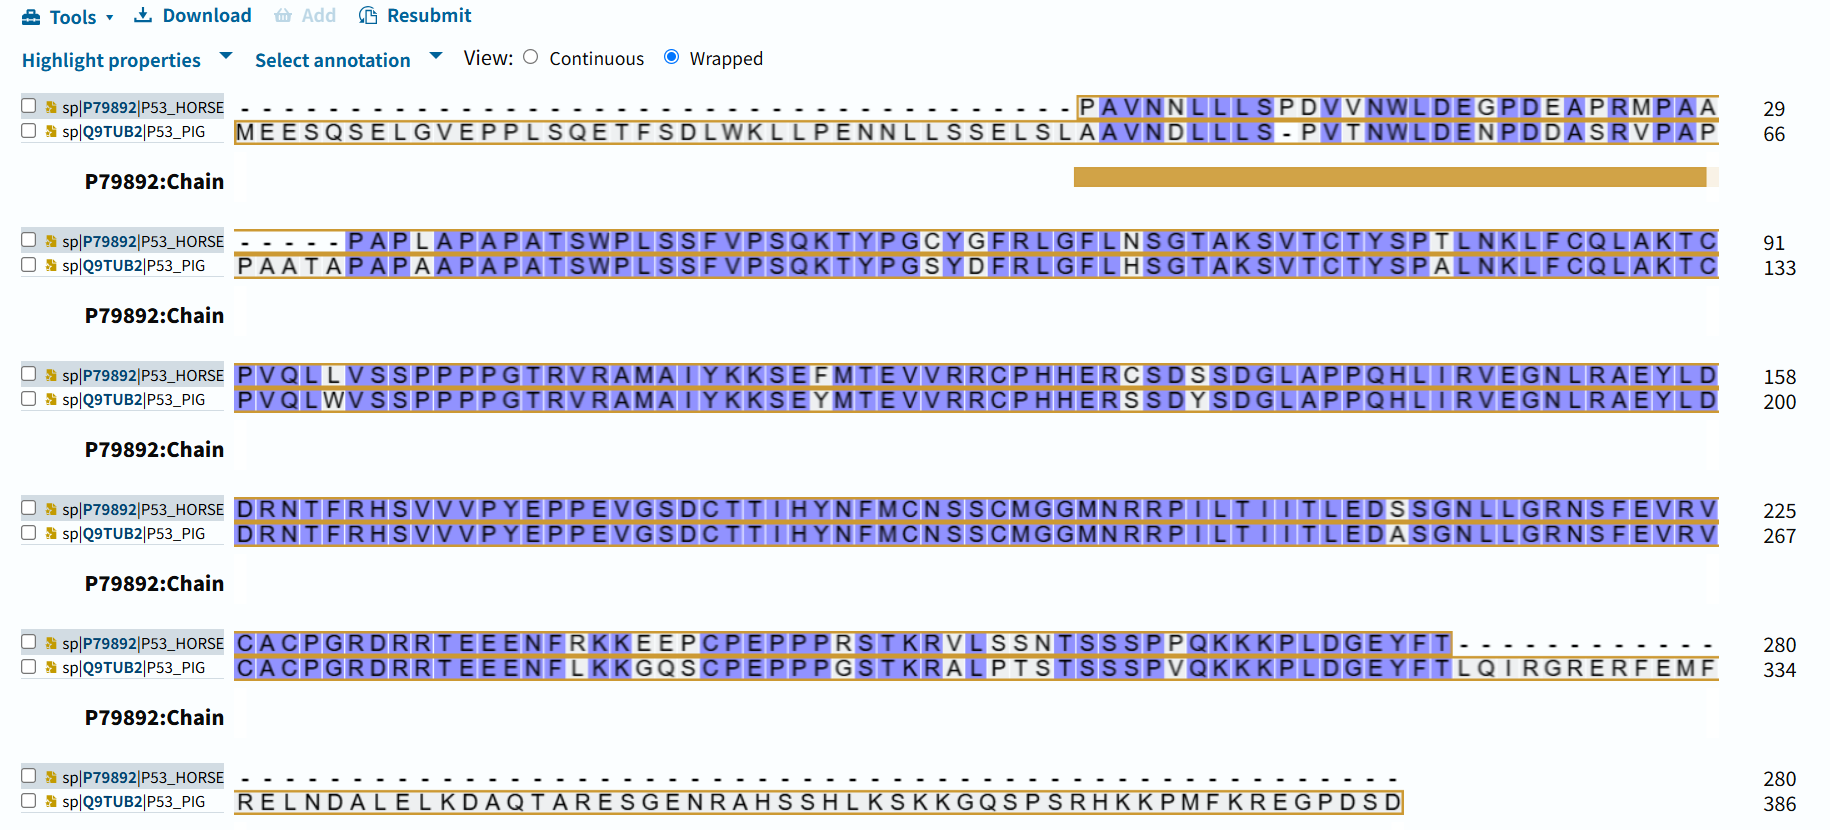 Tools Download Add Resubmit
Highlight properties Select annotation View: Continuous Wrapped
sp|P79892|P53_HORSE --------------------------------------PAVNNLLLSPDVVNWLDEGPDEAPRMPAA 29
sp|Q9TUB2|P53_PIG MEESQSELGVEPPLSQETFSDLWKLLPENNLLSSELSLAAVNDLLLS-PVTNWLDENPDDASRVPAP 66
P79892:Chain
sp|P79892|P53_HORSE -----PAPLAPAPATSWPLSSFVPSQKTYPGCYGFRLGFLNSGTAKSVTCTYSPTLNKLFCQLAKTC 91
sp|Q9TUB2|P53_PIG PAATAPAPAAPAPATSWPLSSFVPSQKTYPGSYDFRLGFLHSGTAKSVTCTYSPALNKLFCQLAKTC 133
P79892:Chain
sp|P79892|P53_HORSE PVQLLVSSPPPPGTRVRAMAIYKKSEFMTEVVRRCPHHERCSDSSDGLAPPQHLIRVEGNLRAEYLD 158
sp|Q9TUB2|P53_PIG PVQLWVSSPPPPGTRVRAMAIYKKSEYMTEVVRRCPHHERSSDYSDGLAPPQHLIRVEGNLRAEYLD 200
P79892:Chain
sp|P79892|P53_HORSE DRNTFRHSVVVPYEPPEVGSDCTTIHYNFMCNSSCMGGMNRRPILTIITLEDSSGNLLGRNSFEVRV 225
sp|Q9TUB2|P53_PIG DRNTFRHSVVVPYEPPEVGSDCTTIHYNFMCNSSCMGGMNRRPILTIITLEDASGNLLGRNSFEVRV 267
P79892:Chain
sp|P79892|P53_HORSE CACPGRDRRTEEENFRKKEEPCPEPPPRSTKRVLSSNTSSSPPQKKKPLDGEYFT------------ 280
sp|Q9TUB2|P53_PIG CACPGRDRRTEEENFLKKGQSCPEPPPGSTKRALPTSTSSSPVQKKKPLDGEYFTLQIRGRERFEMF 334
P79892:Chain
sp|P79892|P53_HORSE ---------------------------------------------------- 280
sp|Q9TUB2|P53_PIG RELNDALELKDAQTARESGENRAHSSHLKSKKGQSPSRHKKPMFKREGPDSD 386